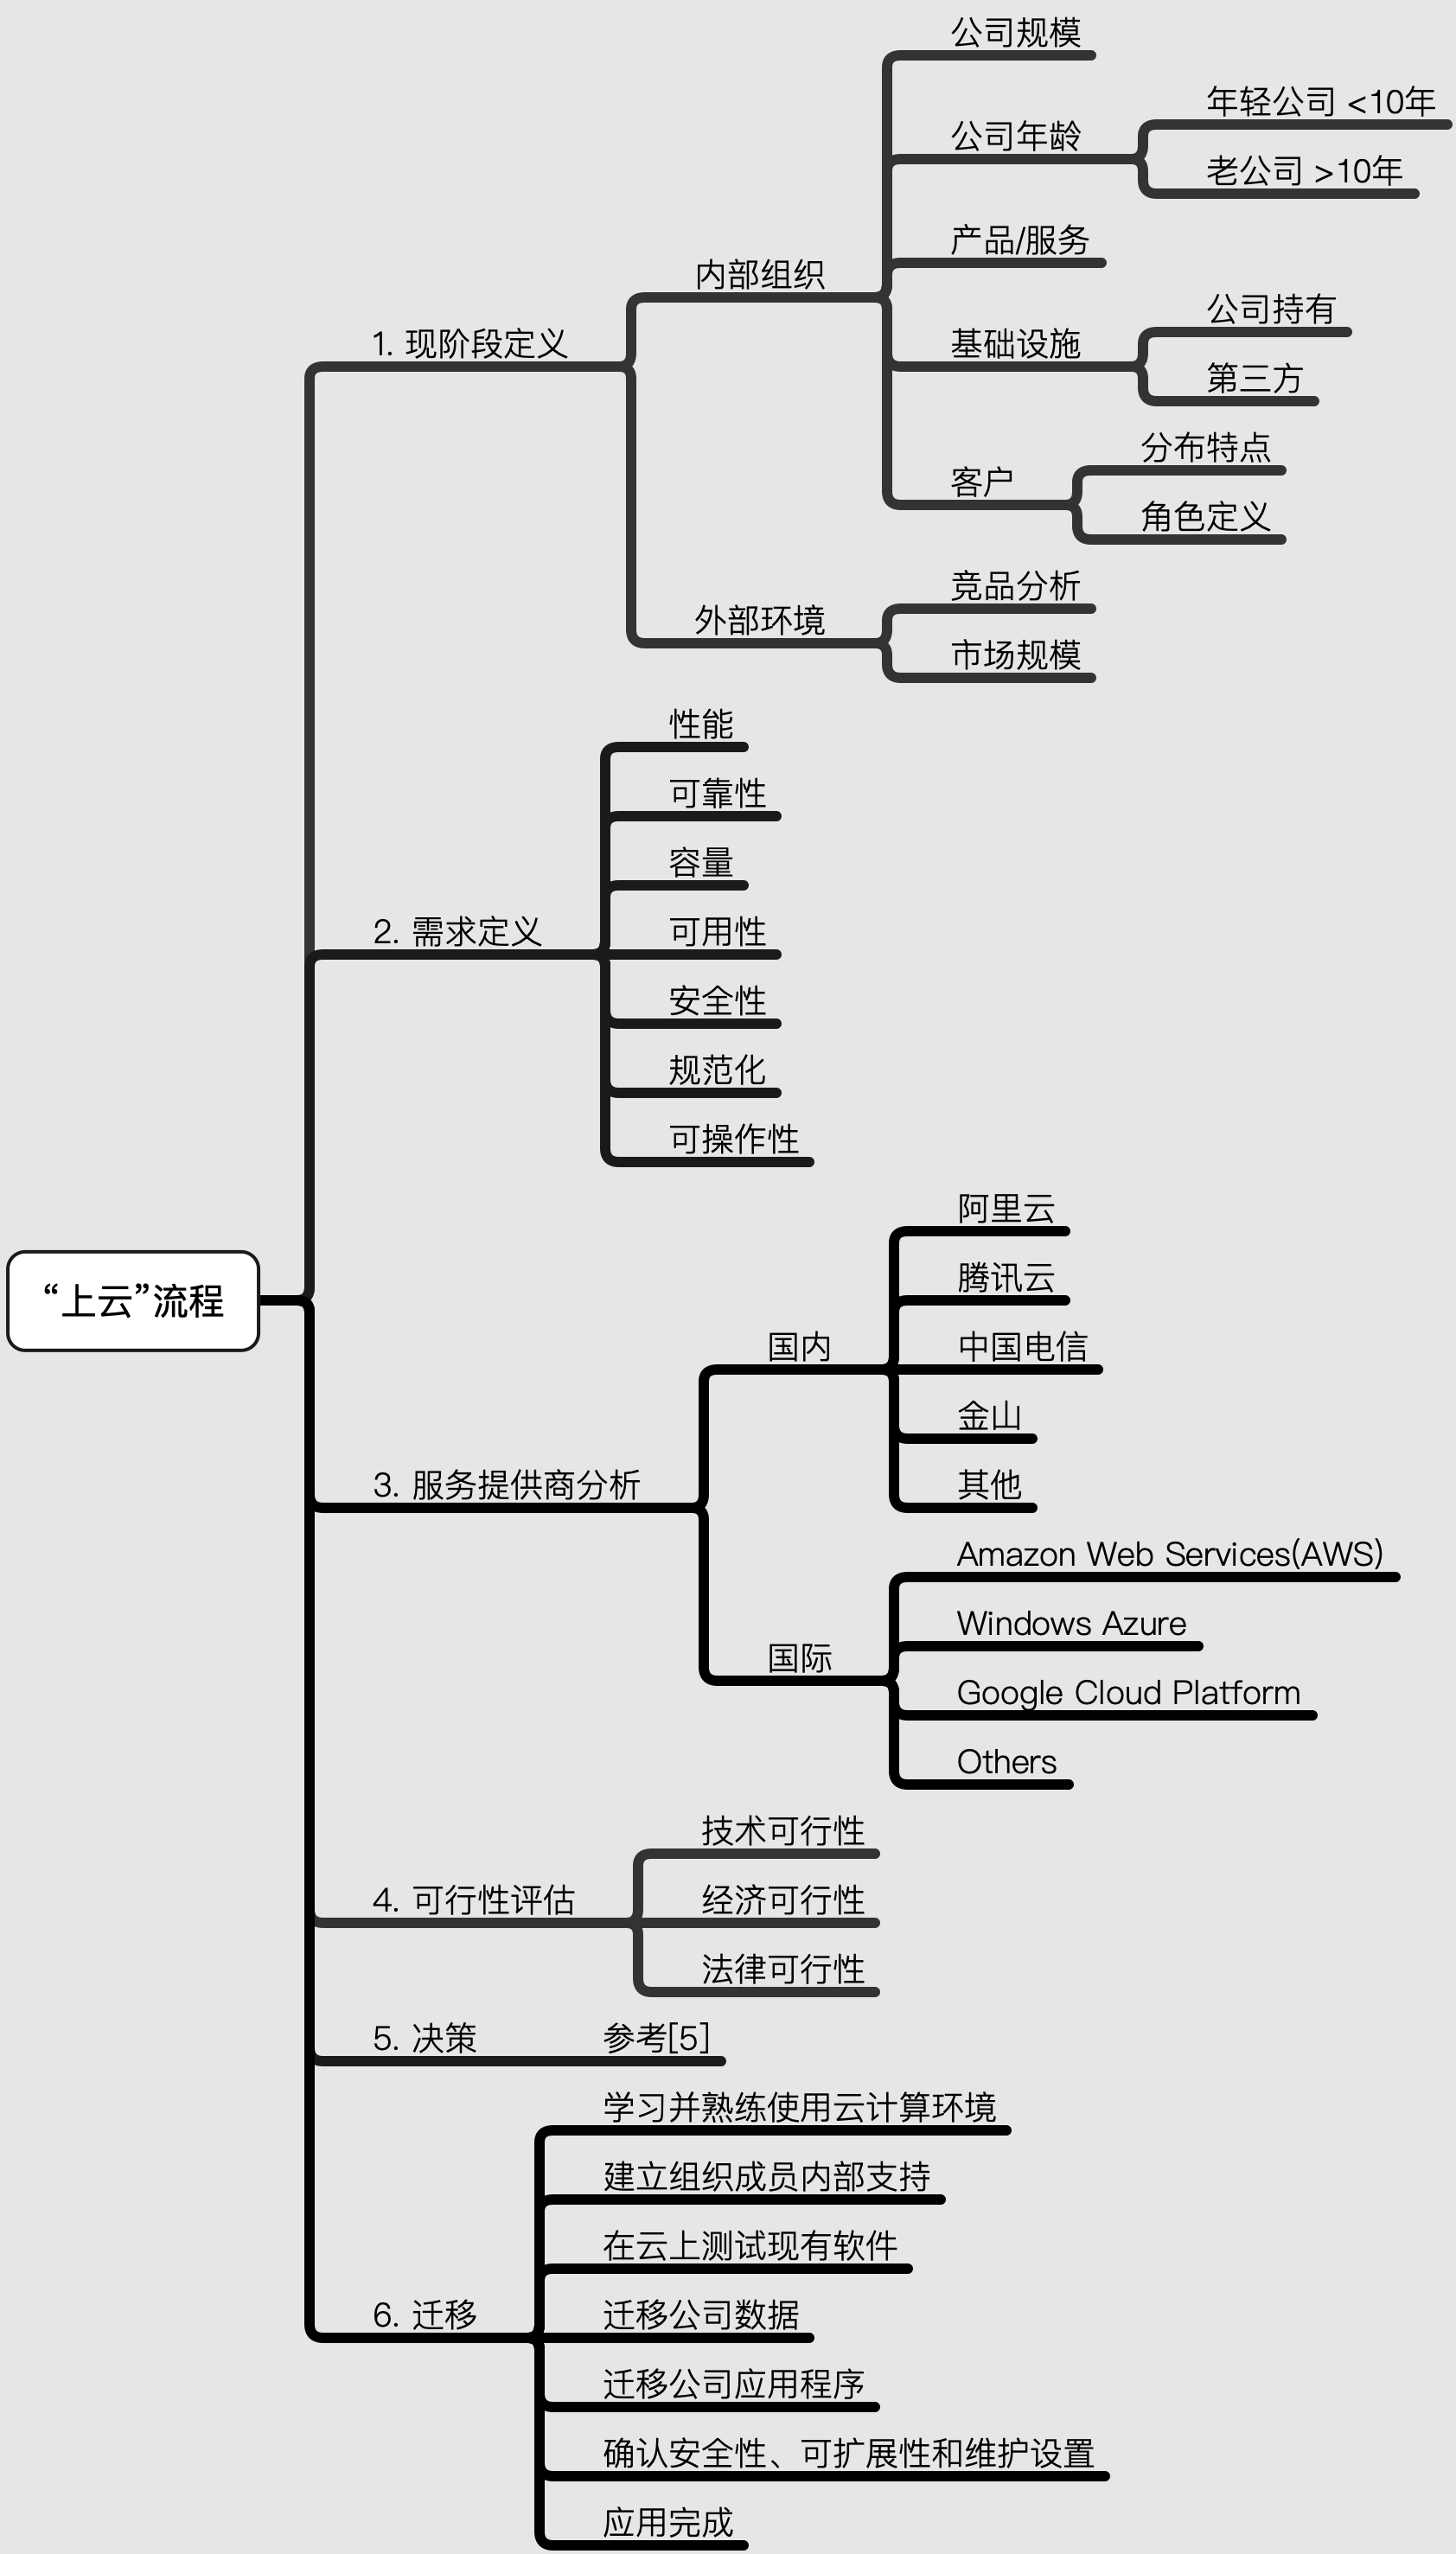 “上云”流程
1. 现阶段定义
内部组织
公司规模
公司年龄
年轻公司 <10年
老公司 >10年
产品/服务
基础设施
公司持有
第三方
客户
分布特点
角色定义
外部环境
竞品分析
市场规模
2. 需求定义
性能
可靠性
容量
可用性
安全性
规范化
可操作性
3. 服务提供商分析
国内
阿里云
腾讯云
中国电信
金山
其他
国际
Amazon Web Services(AWS)
Windows Azure
Google Cloud Platform
Others
4. 可行性评估
技术可行性
经济可行性
法律可行性
5. 决策
参考[5]
6. 迁移
学习并熟练使用云计算环境
建立组织成员内部支持
在云上测试现有软件
迁移公司数据
迁移公司应用程序
确认安全性、可扩展性和维护设置
应用完成